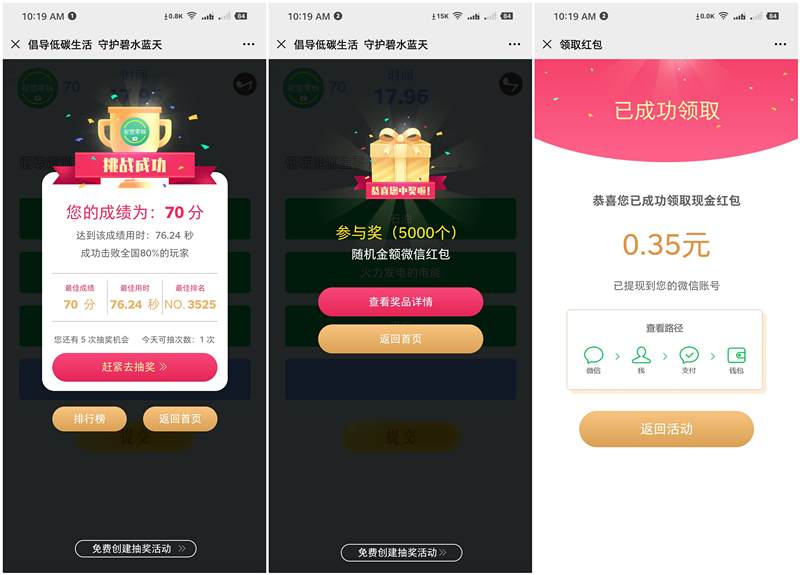 10:19 AM 1
0.8K
84
倡导低碳生活 守护碧水蓝天
智慧零核
70
时间
挑战成功
您的成绩为: 70 分
达到该成绩用时: 76.24 秒
成功击败全国80%的玩家
最佳成绩
最佳用时
最佳排名
70 分
76.24 秒
NO. 3525
您还有 5 次抽奖机会 今天可抽次数: 1 次
赶紧去抽奖
排行榜
返回首页
提交
免费创建抽奖活动
10:19 AM 2
15K
84
倡导低碳生活 守护碧水蓝天
70
时间
17.96
恭喜您中奖啦!
石油
参与奖 (5000个)
随机金额微信红包
火力发电的电能
查看奖品详情
返回首页
提交
免费创建抽奖活动
10:19 AM 2
0.0K
84
领取红包
已成功领取
恭喜您已成功领取现金红包
0.35元
已提现到您的微信账号
查看路径
微信
我
支付
钱包
返回活动